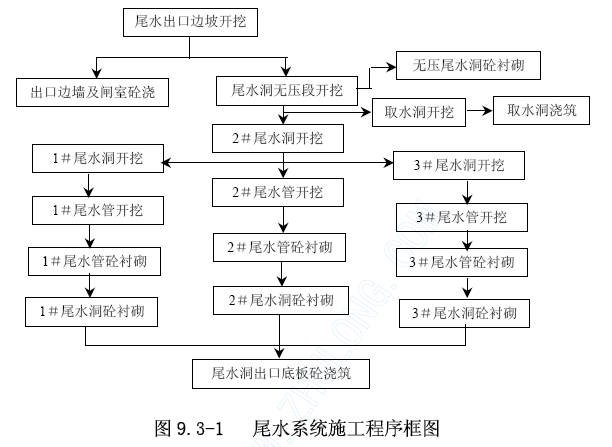 尾水出口边坡开挖
无压尾水洞砼衬砌
出口边墙及闸室砼浇
尾水洞无压段开挖
取水洞开挖
取水洞浇筑
2＃尾水洞开挖
1＃尾水洞开挖
3＃尾水洞开挖
2＃尾水管开挖
1＃尾水管开挖
3＃尾水管开挖
2＃尾水管砼衬砌
1＃尾水管砼衬砌
3＃尾水管砼衬砌
2＃尾水洞砼衬砌
1＃尾水洞砼衬砌
3＃尾水洞砼衬砌
尾水洞出口底板砼浇筑
图 9.3-1 尾水系统施工程序框图